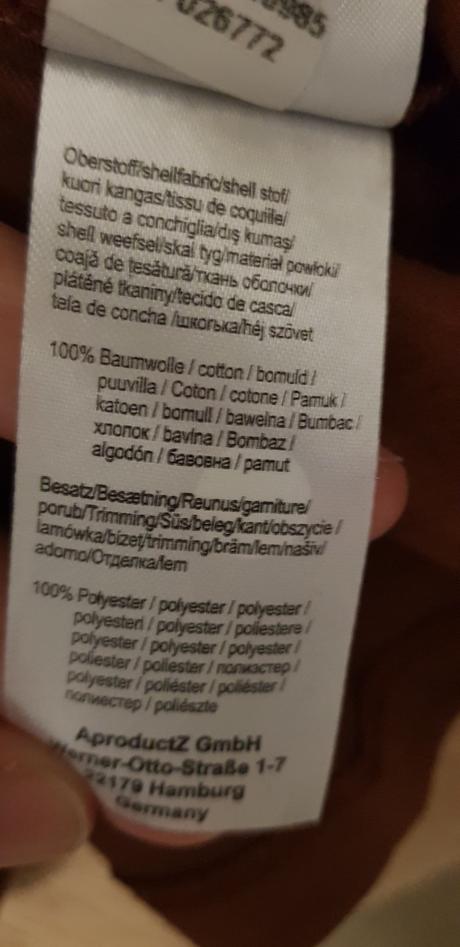 026772
Oberstoff/shellfabric/shell stof/
kuori kangas/tissu de coquille/
tessuto a conchiglia/dış kumaş/
shell weefsel/skal tyg/materiał powłoki/
coajă de țesătură/ткань оболочки/
plátěné tkaniny/tecido de casca/
tela de concha /шкогька/héj szövet
100% Baumwolle / cotton / bomuld /
puuvilla / Coton / cotone / Pamuk /
katoen / bomull / bawełna / Bumbac /
хлопок / bavlna / Bombaz /
algodón / бавовна / pamut
Besatz/Besætning/Reunus/garniture/
porub/Trimming/Süs/beleg/kant/obszycie /
lamówka/bizeț/trimming/bräm/lem/našiv/
adorno/Отделка/lem
100% Polyester / polyester / polyester /
polyesteri / polyester / poliestere /
polyester / polyester / polyester /
poliester / poliester / полиэстер /
polyester / poliéster / poliéster /
полиестер / poliészte
AproductZ GmbH
Werner-Otto-Straße 1-7
22179 Hamburg
Germany